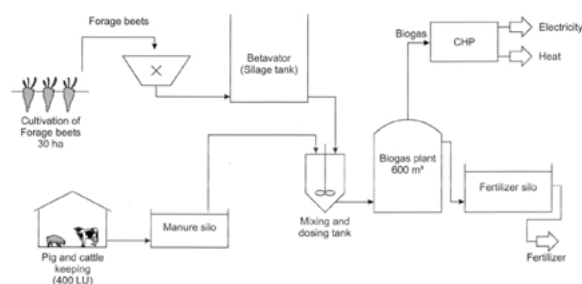 Forage beets
Cultivation of
Forage beets
30 ha
Betavator
(Silage tank)
Biogas
CHP
Electricity
Heat
Pig and cattle
keeping
(400 LU)
Manure silo
Mixing and
dosing tank
Biogas plant
600 m³
Fertilizer silo
Fertilizer